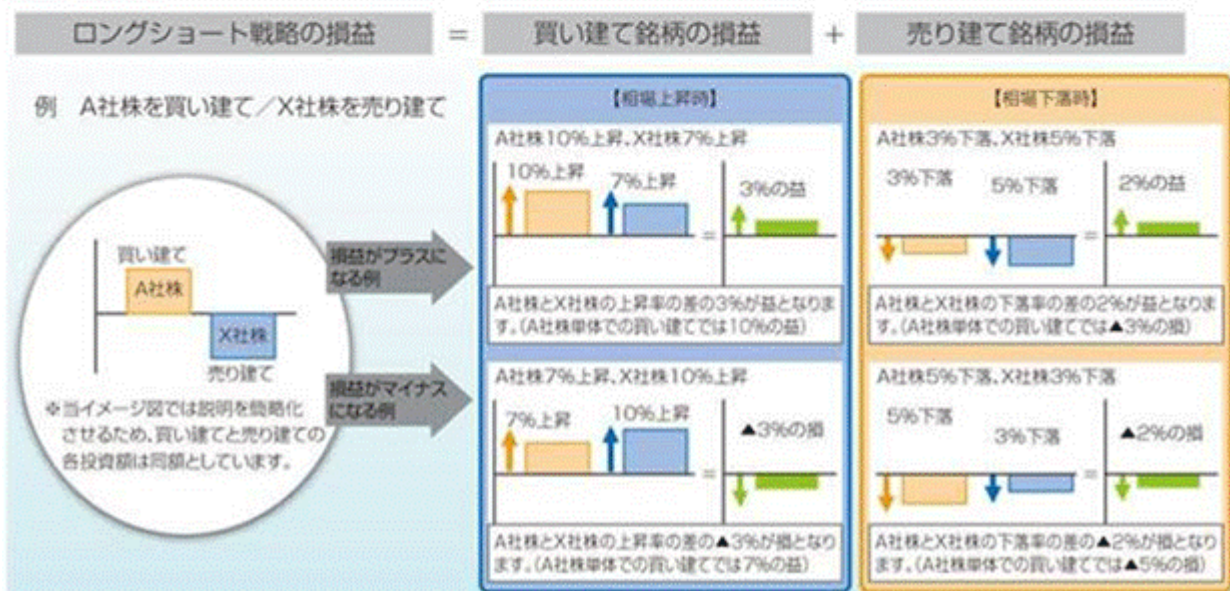 ロングショート戦略の損益 = 買い建て銘柄の損益 + 売り建て銘柄の損益
例 A社株を買い建て/X社株を売り建て
買い建て
A社株
X社株
売り建て
※当イメージ図では説明を簡略化
させるため、買い建てと売り建ての
各投資額は同額としています。
損益がプラスに
なる例
損益がマイナス
になる例
【相場上昇時】
A社株10%上昇、X社株7%上昇
10%上昇
7%上昇
=
3%の益
A社株とX社株の上昇率の差の3%が益となりま
す。(A社株単体での買い建てでは10%の益)
A社株7%上昇、X社株10%上昇
7%上昇
10%上昇
=
▲3%の損
A社株とX社株の上昇率の差の▲3%が損となり
ます。(A社株単体での買い建てでは7%の益)
【相場下落時】
A社株3%下落、X社株5%下落
3%下落
5%下落
=
2%の益
A社株とX社株の下落率の差の2%が益となりま
す。(A社株単体での買い建てでは▲3%の損)
A社株5%下落、X社株3%下落
5%下落
3%下落
=
▲2%の損
A社株とX社株の下落率の差の▲2%が損となり
ます。(A社株単体での買い建てでは▲5%の損)